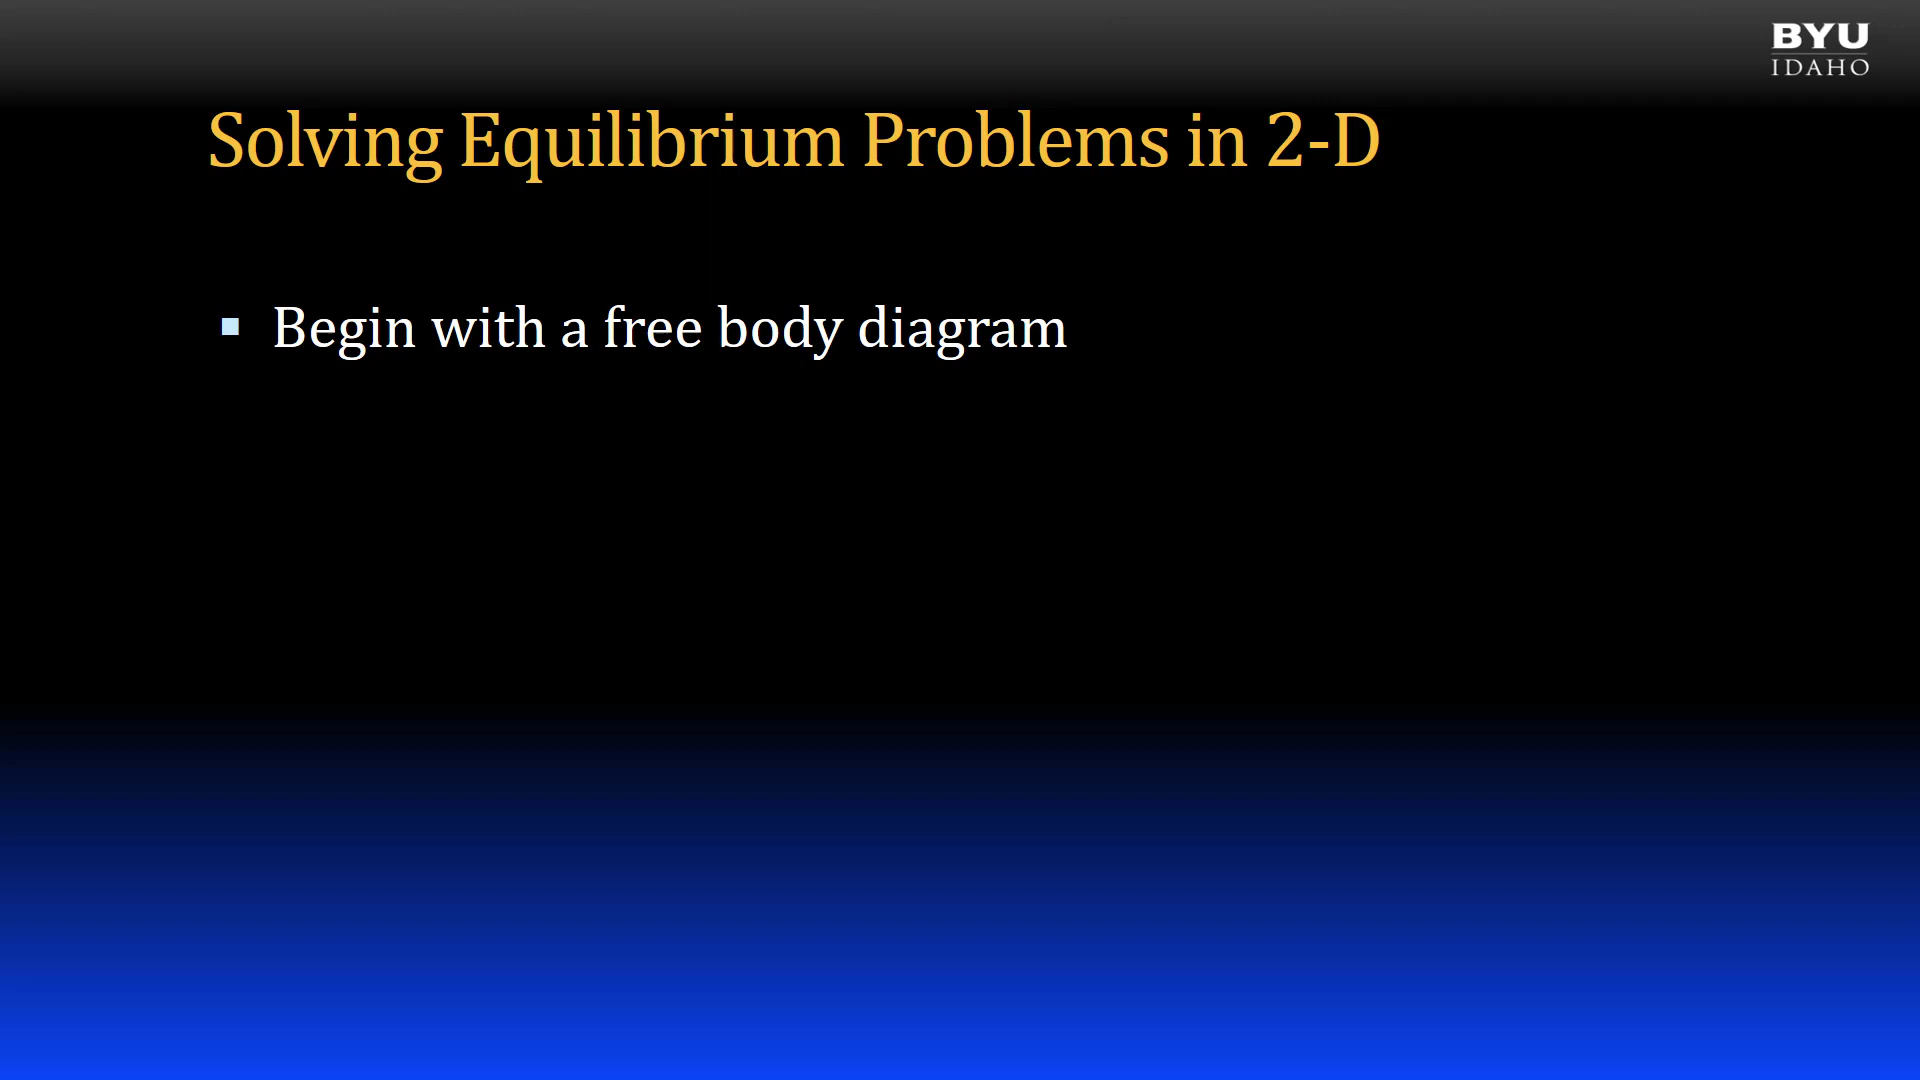 BYU
IDAHO
Solving Equilibrium Problems in 2-D
▪ Begin with a free body diagram